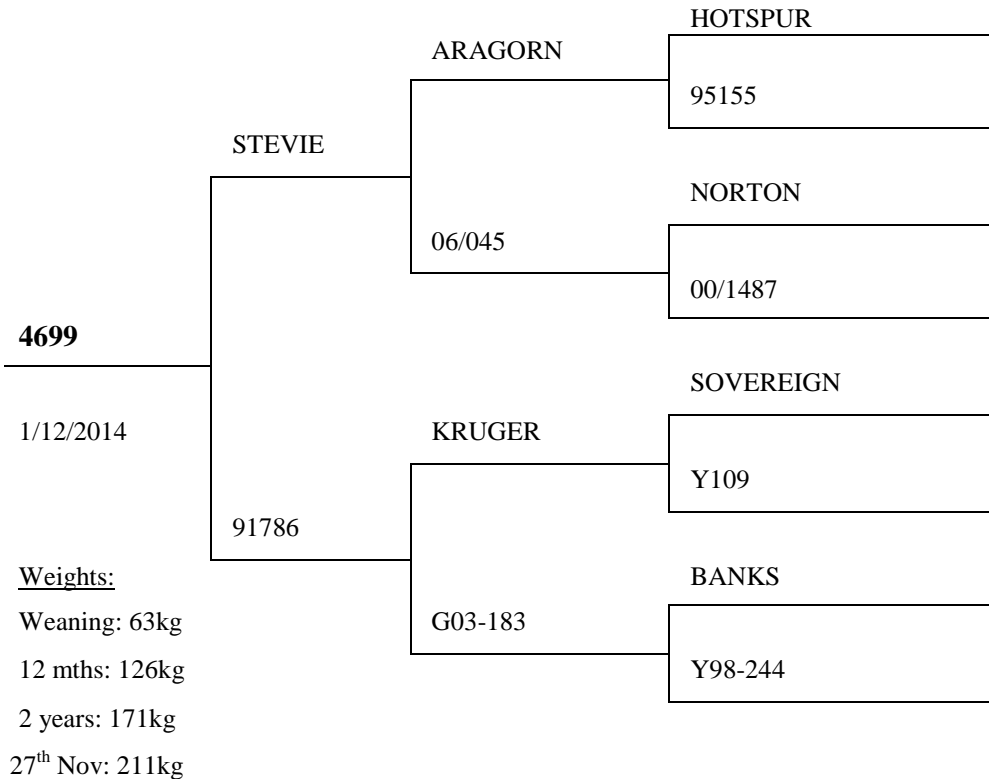 HOTSPUR
ARAGORN
95155
STEVIE
NORTON
06/045
00/1487
4699
SOVEREIGN
1/12/2014
KRUGER
Y109
91786
Weights:
BANKS
Weaning: 63kg
G03-183
12 mths: 126kg
Y98-244
2 years: 171kg
27th Nov: 211kg